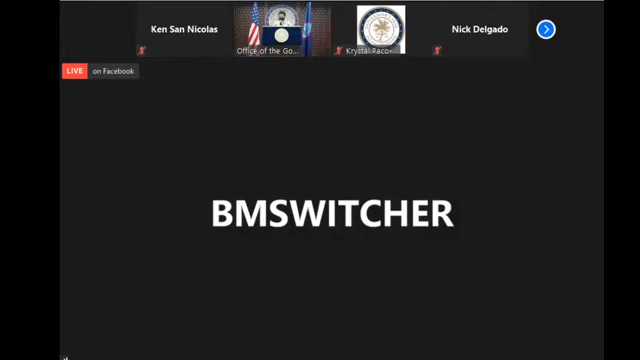 Ken San Nicolas
Office of the Go...
Krystal Paco-
Nick Delgado
LIVE on Facebook
BMSWITCHER